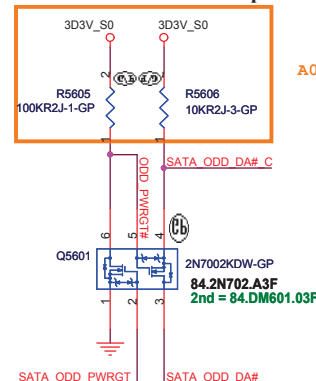 3D3V_S0 3D3V_S0
A0
2 2
R5605 R5606
100KR2J-1-GP 10KR2J-3-GP
1 1
ODD_PWRGT#
SATA_ODD_DA#_C
6 5 4
Q5601 2N7002KDW-GP
84.2N702.A3F
2nd = 84.DM601.03F
1 2 3
SATA_ODD_PWRGT SATA_ODD_DA#